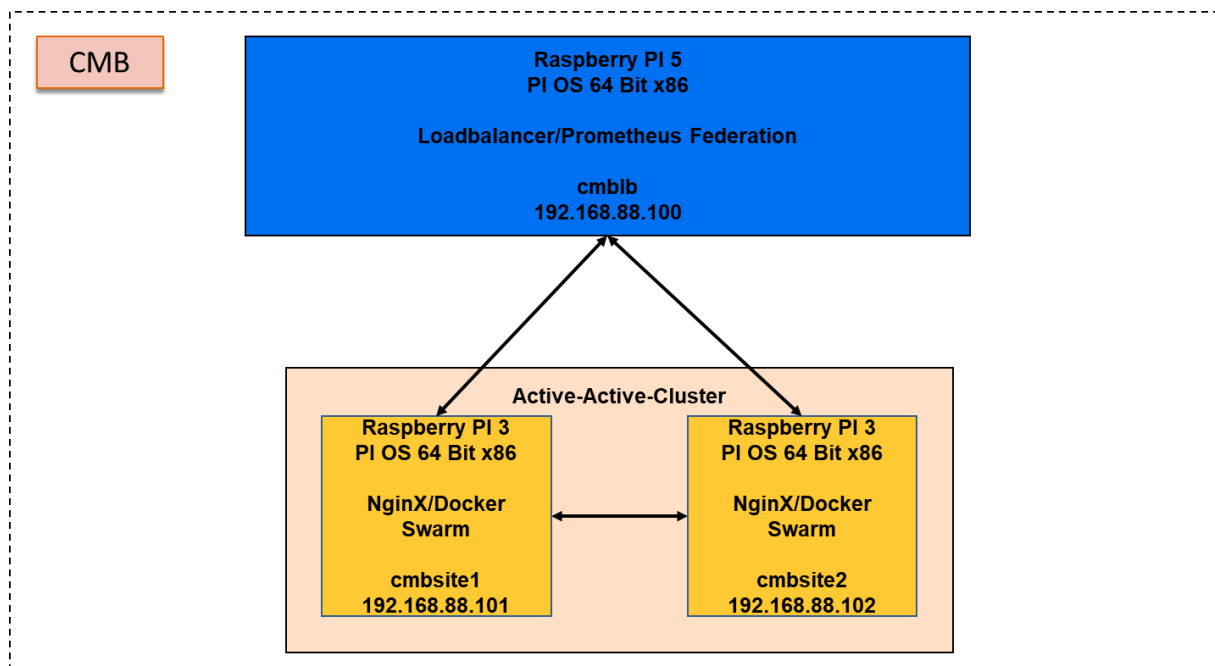 CMB
Raspberry PI 5
PI OS 64 Bit x86
Loadbalancer/Prometheus Federation
cmblb
192.168.88.100
Active-Active-Cluster
Raspberry PI 3
PI OS 64 Bit x86
NginX/Docker
Swarm
cmbsite1
192.168.88.101
Raspberry PI 3
PI OS 64 Bit x86
NginX/Docker
Swarm
cmbsite2
192.168.88.102